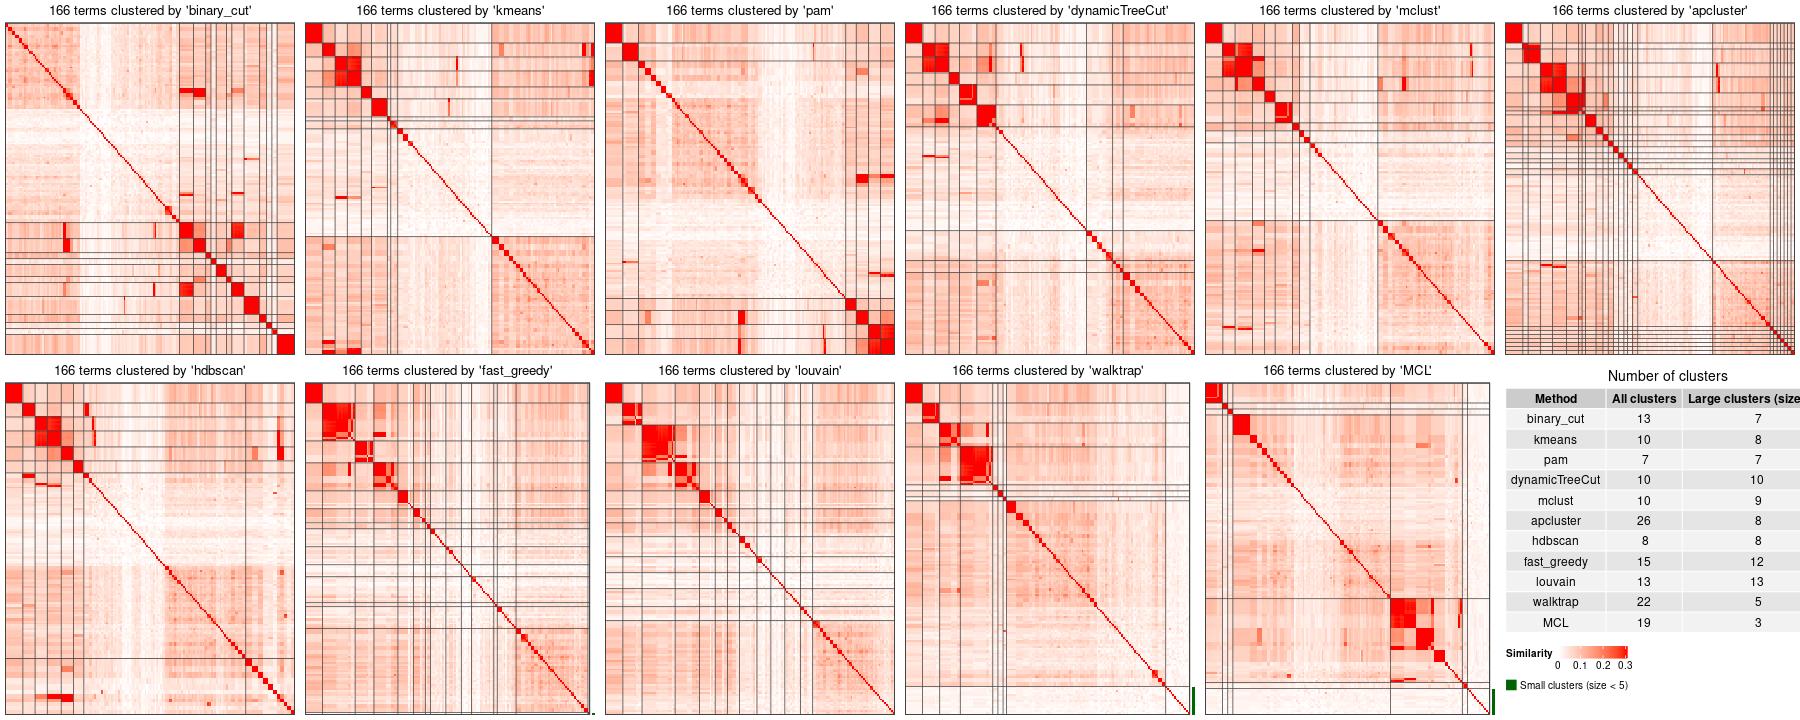 166 terms clustered by 'binary_cut'
166 terms clustered by 'kmeans'
166 terms clustered by 'pam'
166 terms clustered by 'dynamicTreeCut'
166 terms clustered by 'mclust'
166 terms clustered by 'apcluster'
166 terms clustered by 'hdbscan'
166 terms clustered by 'fast_greedy'
166 terms clustered by 'louvain'
166 terms clustered by 'walktrap'
166 terms clustered by 'MCL'
Number of clusters
Method All clusters Large clusters (size
binary_cut 13 7
kmeans 10 8
pam 7 7
dynamicTreeCut 10 10
mclust 10 9
apcluster 26 8
hdbscan 8 8
fast_greedy 15 12
louvain 13 13
walktrap 22 5
MCL 19 3
Similarity
0 0.1 0.2 0.3
Small clusters (size < 5)